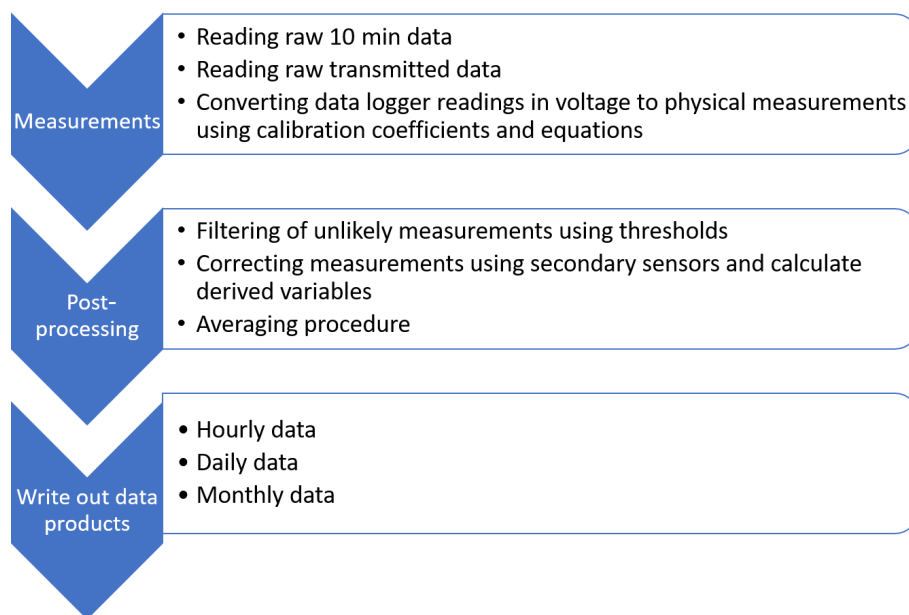 Measurements
• Reading raw 10 min data
• Reading raw transmitted data
• Converting data logger readings in voltage to physical measurements
using calibration coefficients and equations
Post-
processing
• Filtering of unlikely measurements using thresholds
• Correcting measurements using secondary sensors and calculate
derived variables
• Averaging procedure
Write out data
products
• Hourly data
• Daily data
• Monthly data